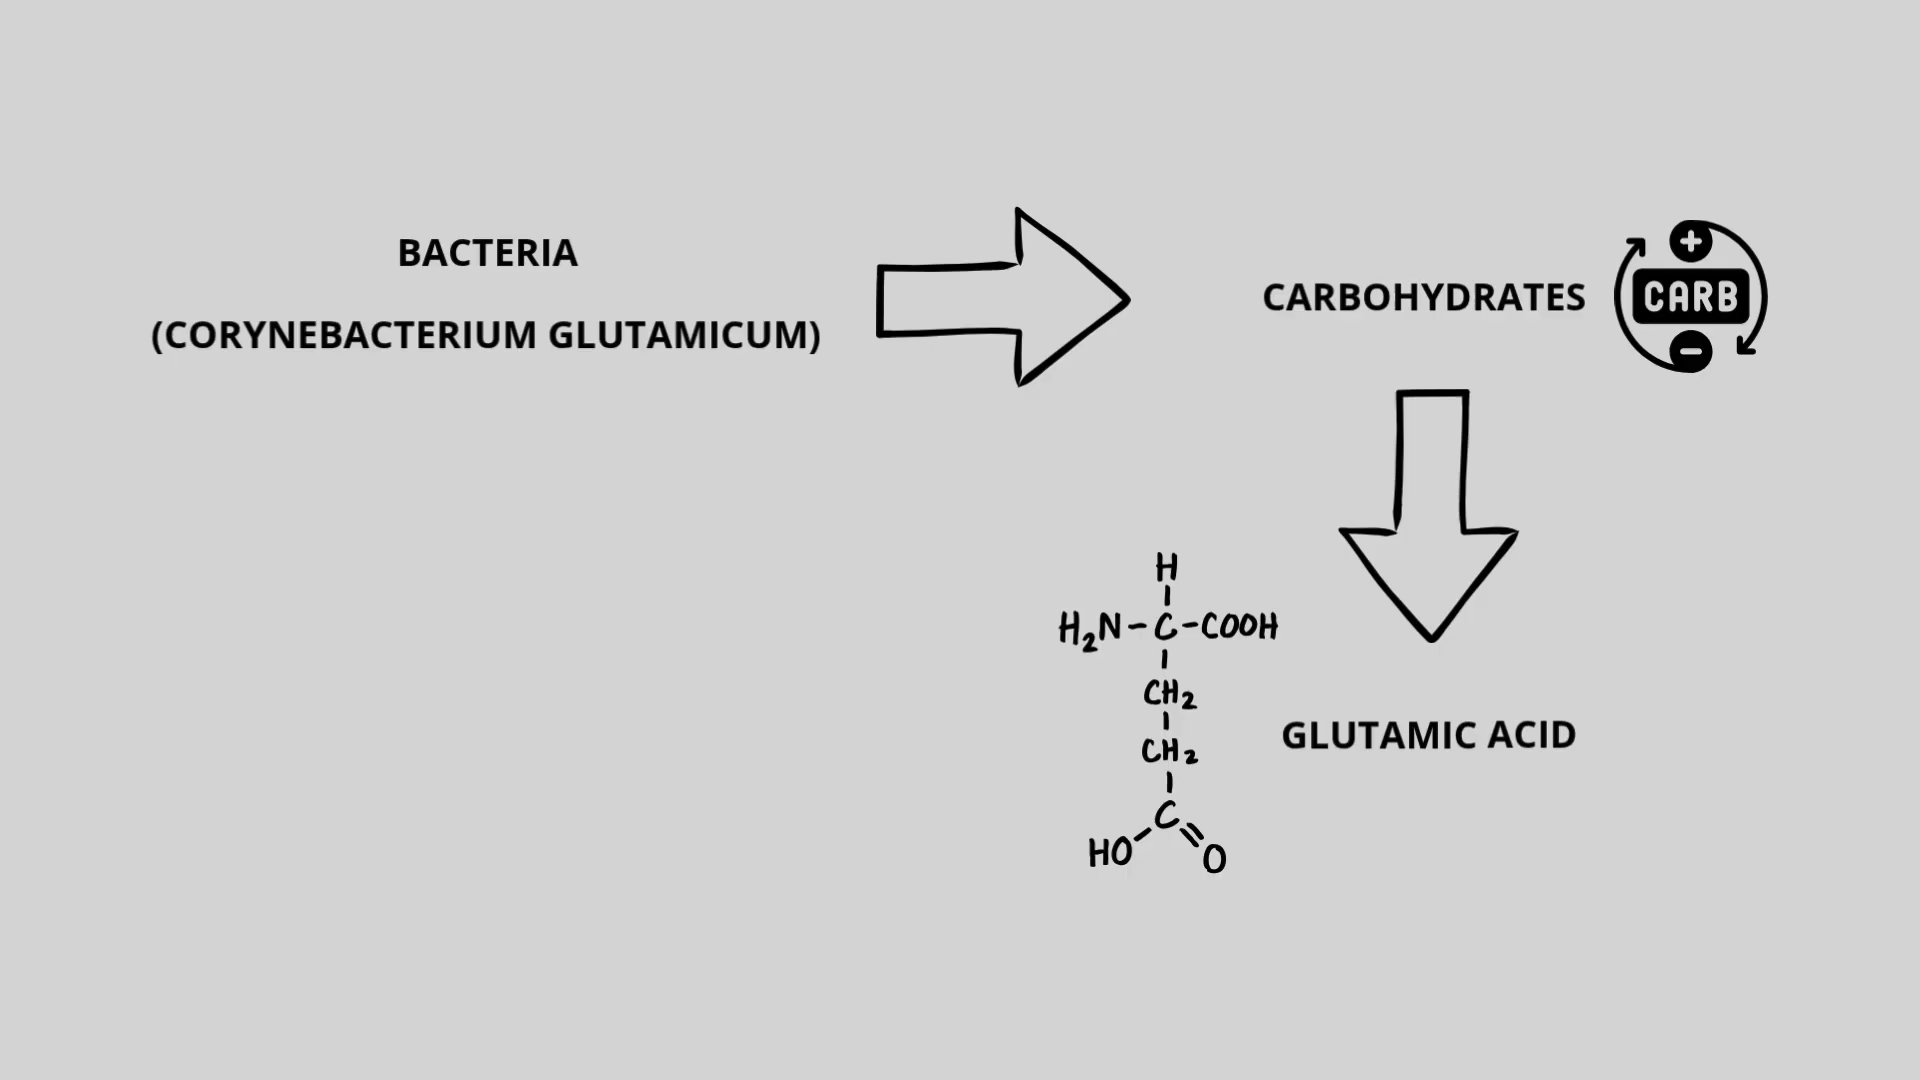 BACTERIA
(CORYNEBACTERIUM GLUTAMICUM)
CARBOHYDRATES
CARB
H
H₂N-C-COOH
CH₂
CH₂
C
HO
O
GLUTAMIC ACID